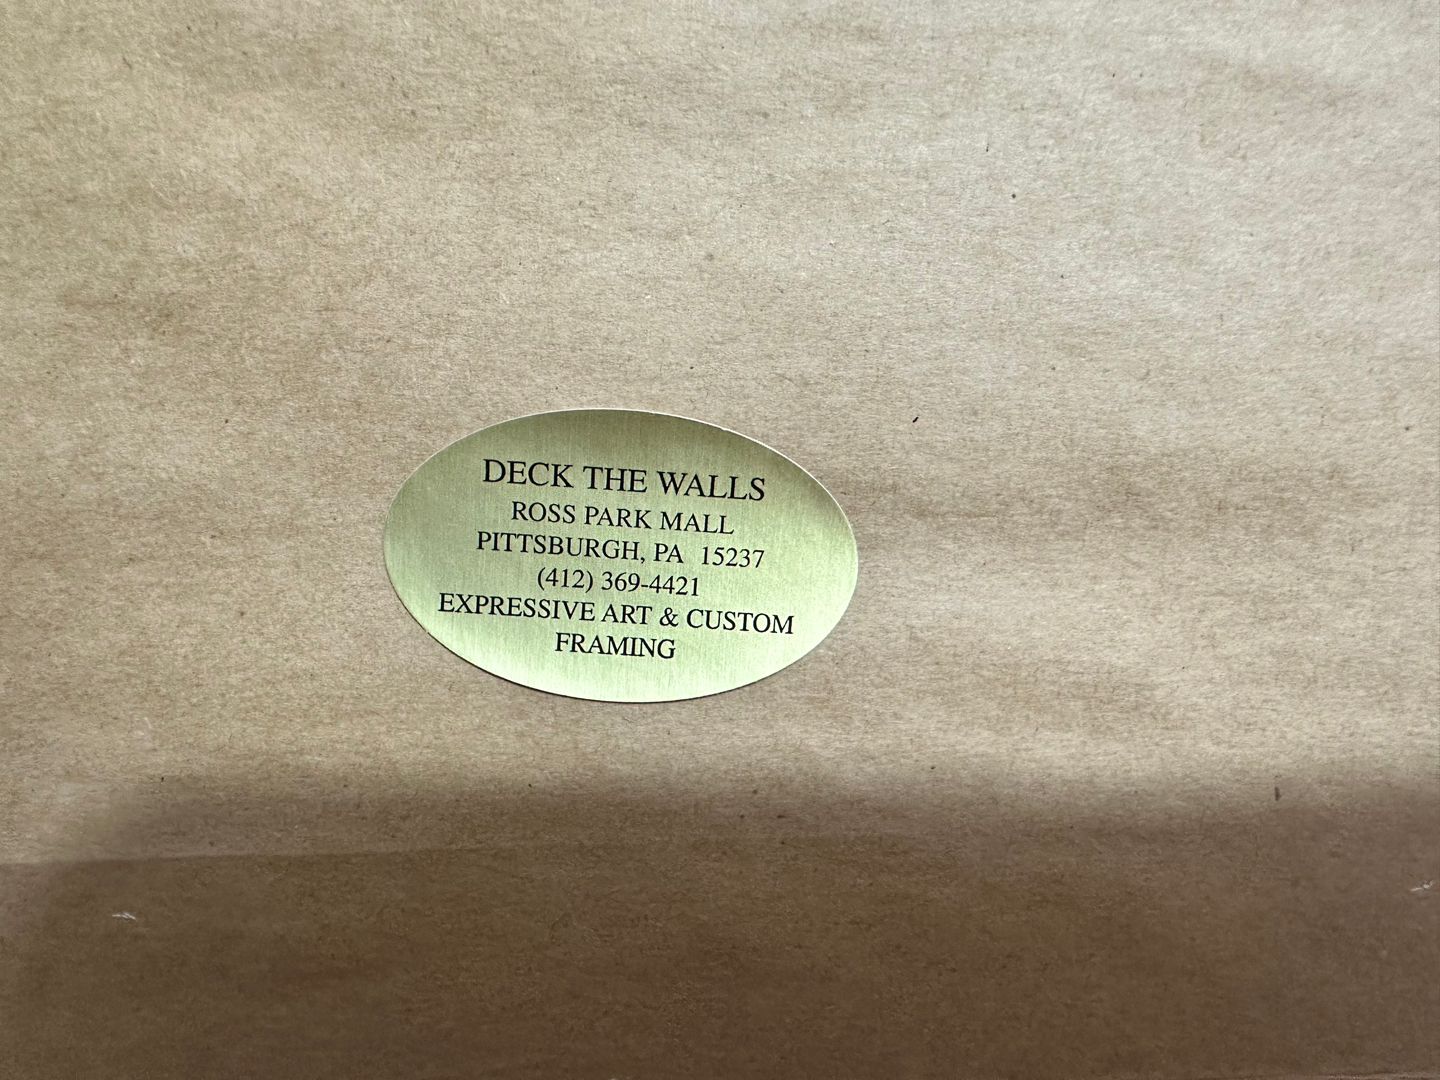 DECK THE WALLS
ROSS PARK MALL
PITTSBURGH, PA 15237
(412) 369-4421
EXPRESSIVE ART & CUSTOM
FRAMING